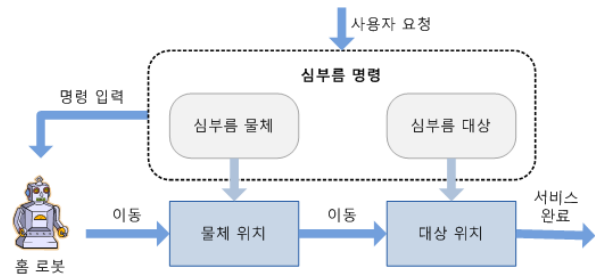 사용자 요청
심부름 명령
명령 입력
심부름 물체
심부름 대상
이동
물체 위치
이동
대상 위치
서비스
완료
홈 로봇